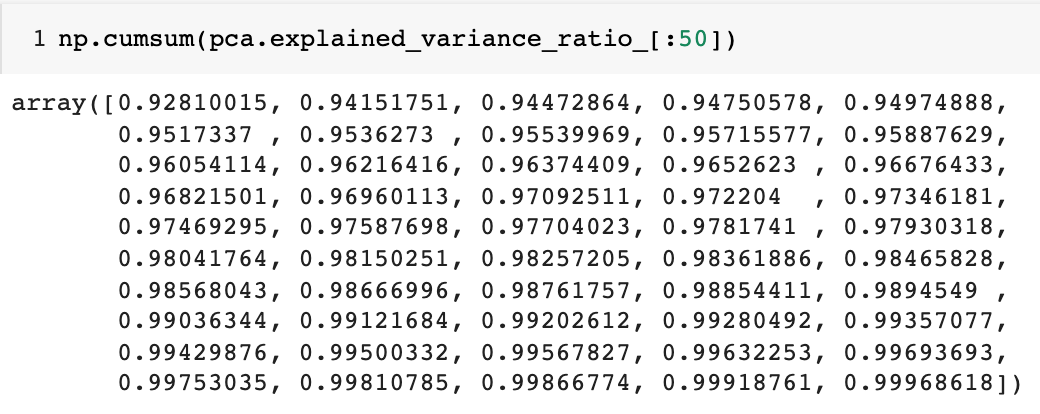 1 np.cumsum(pca.explained_variance_ratio_[:50])
array([0.92810015, 0.94151751, 0.94472864, 0.94750578, 0.94974888,
0.9517337 , 0.9536273 , 0.95539969, 0.95715577, 0.95887629,
0.96054114, 0.96216416, 0.96374409, 0.9652623 , 0.96676433,
0.96821501, 0.96960113, 0.97092511, 0.972204  , 0.97346181,
0.97469295, 0.97587698, 0.97704023, 0.9781741 , 0.97930318,
0.98041764, 0.98150251, 0.98257205, 0.98361886, 0.98465828,
0.98568043, 0.98666996, 0.98761757, 0.98854411, 0.9894549 ,
0.99036344, 0.99121684, 0.99202612, 0.99280492, 0.99357077,
0.99429876, 0.99500332, 0.99567827, 0.99632253, 0.99693693,
0.99753035, 0.99810785, 0.99866774, 0.99918761, 0.99968618])